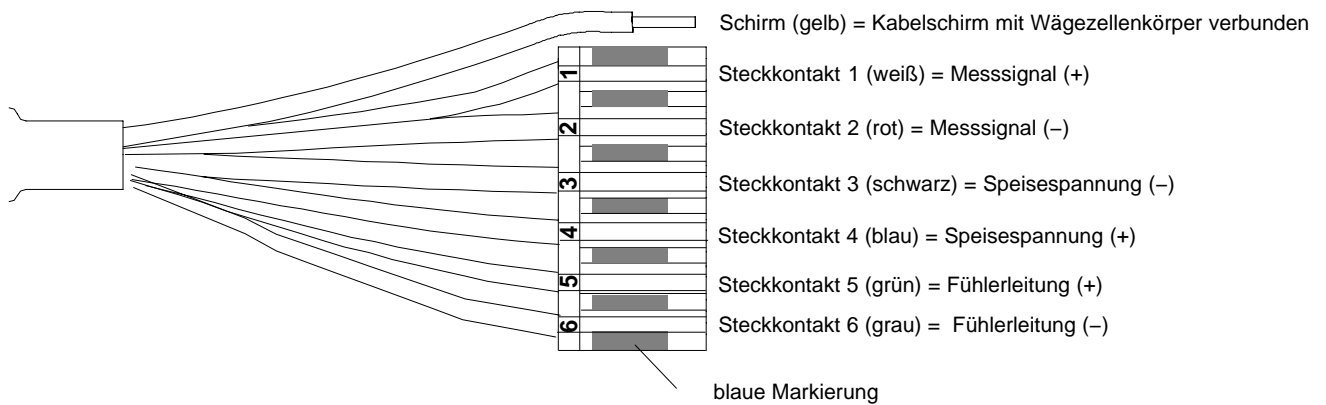 Schirm (gelb) = Kabelschirm mit Wägezellenkörper verbunden
1 Steckkontakt 1 (weiß) = Messsignal (+)
2 Steckkontakt 2 (rot) = Messsignal (−)
3 Steckkontakt 3 (schwarz) = Speisespannung (−)
4 Steckkontakt 4 (blau) = Speisespannung (+)
5 Steckkontakt 5 (grün) = Fühlerleitung (+)
6 Steckkontakt 6 (grau) = Fühlerleitung (−)
blaue Markierung